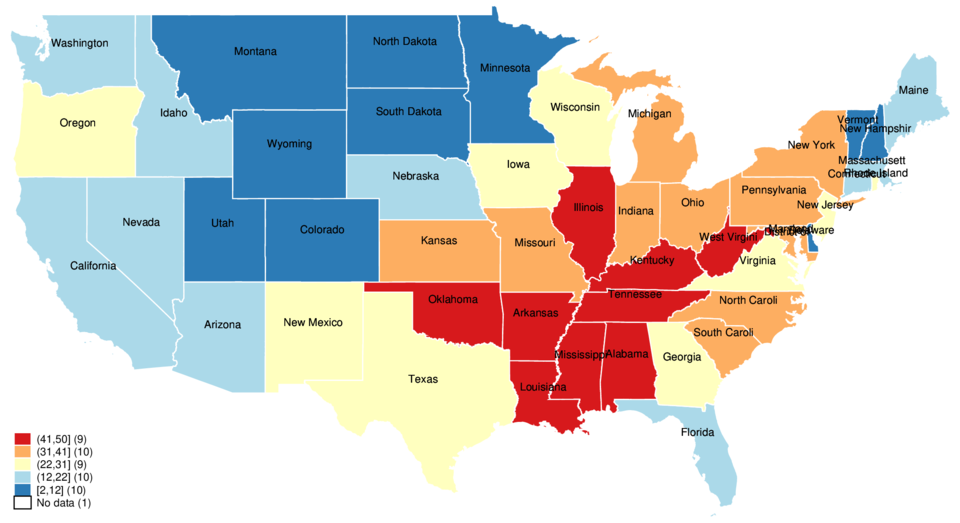 Washington
Montana
North Dakota
Minnesota
Maine
Oregon
Idaho
South Dakota
Wisconsin
Michigan
Vermont
New Hampshir
Wyoming
New York
Massachusett
Rhode Island
Connecticut
Nebraska
Iowa
Pennsylvania
New Jersey
Nevada
Utah
Colorado
Illinois
Indiana
Ohio
Delaware
Maryland
West Virgini
Kansas
Missouri
Kentucky
Virginia
California
Arizona
New Mexico
Oklahoma
Arkansas
Tennessee
North Caroli
South Caroli
Mississippi
Alabama
Georgia
Texas
Louisiana
Florida
(41,50] (9)
(31,41] (10)
(22,31] (9)
(12,22] (10)
[2,12] (10)
No data (1)